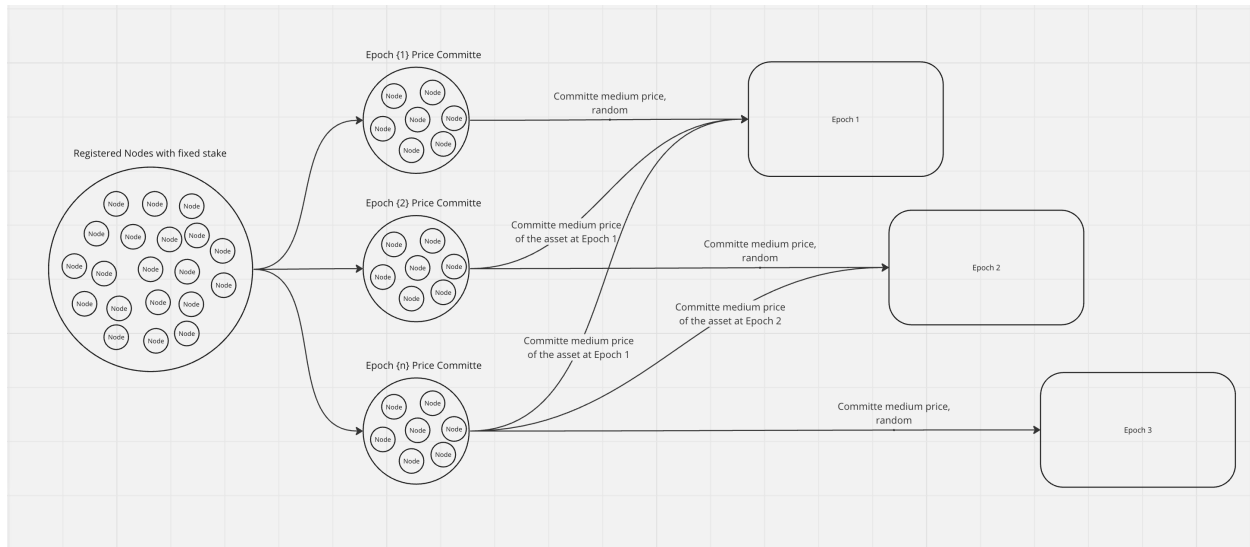 Epoch {1} Price Committe
Node Node
Node Node Node
Node Node
Committe medium price,
random
Epoch 1
Registered Nodes with fixed stake
Node Node Node
Node Node Node Node
Node
Node Node Node Node
Node
Node Node Node Node
Node Node Node
Epoch {2} Price Committe
Node Node
Node Node Node
Node Node
Committe medium price
of the asset at Epoch 1
Committe medium price,
random
Epoch 2
Committe medium price
of the asset at Epoch 2
Committe medium price
of the asset at Epoch 1
Epoch {n} Price Committe
Node Node
Node Node Node
Node Node
Committe medium price,
random
Epoch 3